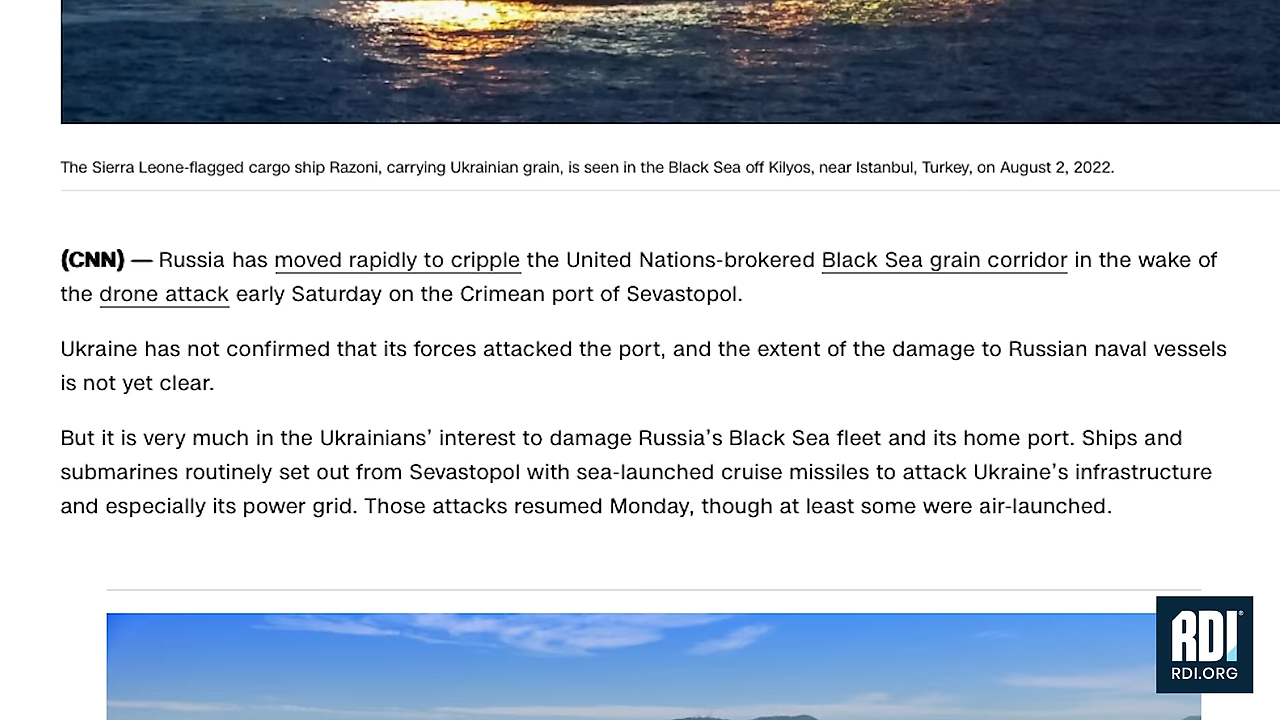 The Sierra Leone-flagged cargo ship Razoni, carrying Ukrainian grain, is seen in the Black Sea off Kilyos, near Istanbul, Turkey, on August 2, 2022.
(CNN) — Russia has moved rapidly to cripple the United Nations-brokered Black Sea grain corridor in the wake of
the drone attack early Saturday on the Crimean port of Sevastopol.
Ukraine has not confirmed that its forces attacked the port, and the extent of the damage to Russian naval vessels
is not yet clear.
But it is very much in the Ukrainians’ interest to damage Russia’s Black Sea fleet and its home port. Ships and
submarines routinely set out from Sevastopol with sea-launched cruise missiles to attack Ukraine’s infrastructure
and especially its power grid. Those attacks resumed Monday, though at least some were air-launched.
RDI®
RDI.ORG